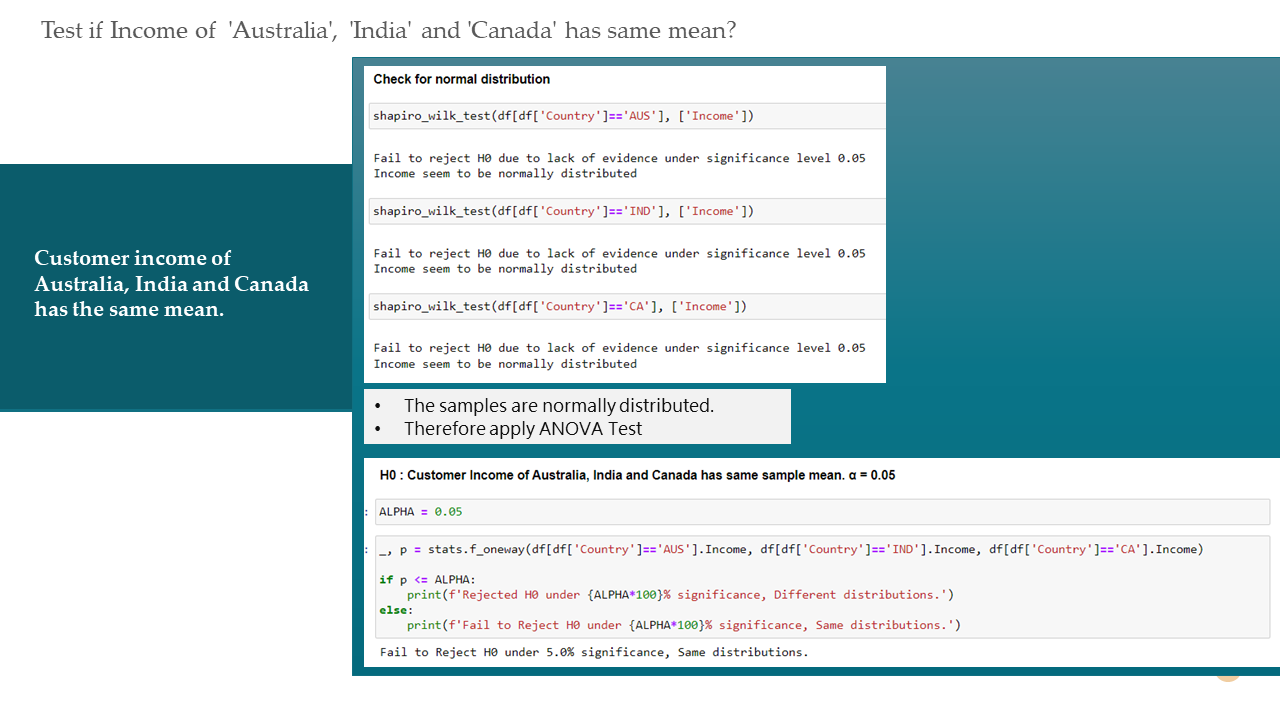 Test if Income of 'Australia', 'India' and 'Canada' has same mean?
Customer income of
Australia, India and Canada
has the same mean.
Check for normal distribution
shapiro_wilk_test(df[df['Country']=='AUS'], ['Income'])
Fail to reject H0 due to lack of evidence under significance level 0.05
Income seem to be normally distributed
shapiro_wilk_test(df[df['Country']=='IND'], ['Income'])
Fail to reject H0 due to lack of evidence under significance level 0.05
Income seem to be normally distributed
shapiro_wilk_test(df[df['Country']=='CA'], ['Income'])
Fail to reject H0 due to lack of evidence under significance level 0.05
Income seem to be normally distributed
• The samples are normally distributed.
• Therefore apply ANOVA Test
H0 : Customer Income of Australia, India and Canada has same sample mean. α = 0.05
: ALPHA = 0.05
: _, p = stats.f_oneway(df[df['Country']=='AUS'].Income, df[df['Country']=='IND'].Income, df[df['Country']=='CA'].Income)
if p <= ALPHA:
    print(f'Rejected H0 under {ALPHA*100}% significance, Different distributions.')
else:
    print(f'Fail to Reject H0 under {ALPHA*100}% significance, Same distributions.')
Fail to Reject H0 under 5.0% significance, Same distributions.